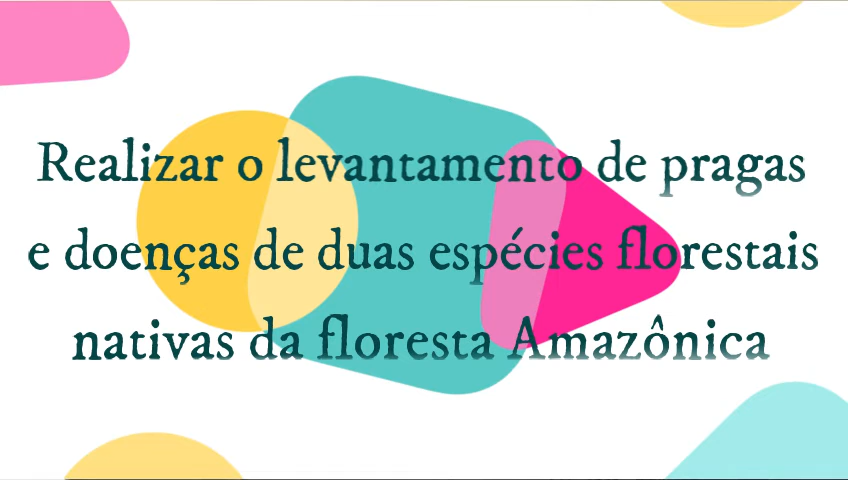 Realizar o levantamento de pragas
e doenças de duas espécies florestais
nativas da floresta Amazônica